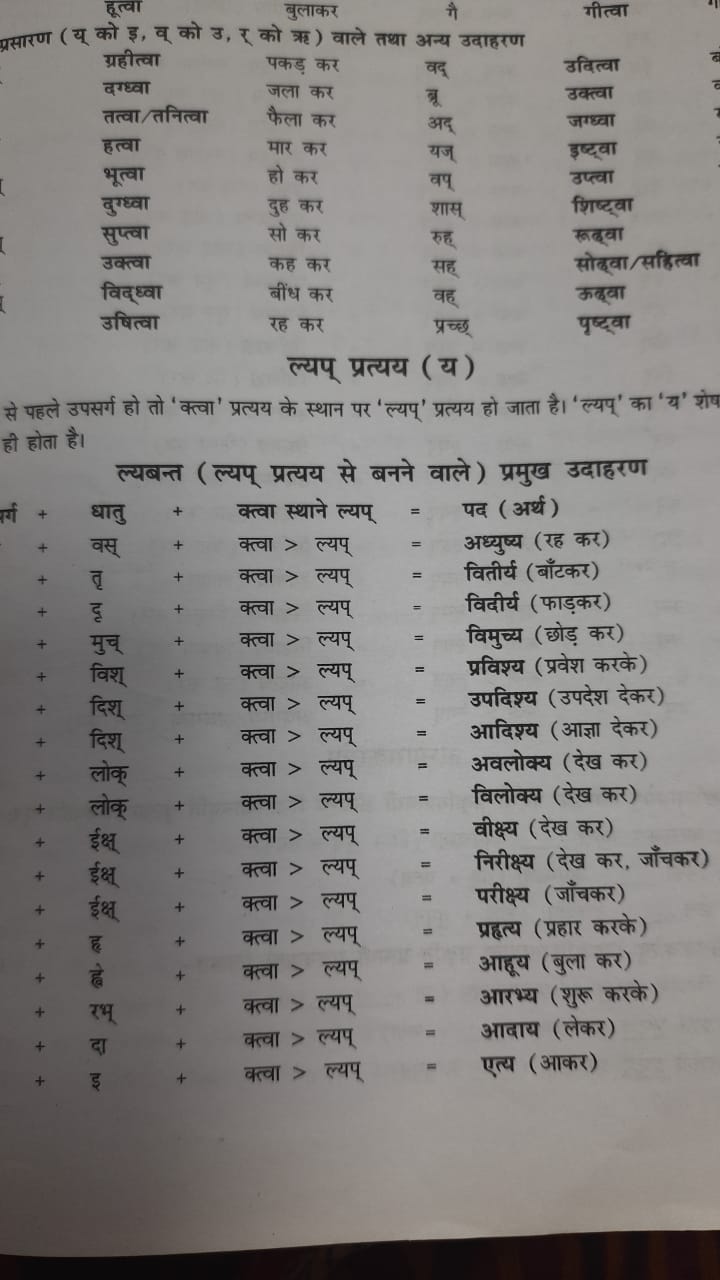 हूत्वा बुलाकर गै गीत्वा
प्रसारण (य् को इ, व् को उ, र् को ऋ) वाले तथा अन्य उदाहरण
ग्रहीत्वा पकड़ कर वद् उदित्वा
दग्ध्वा जला कर ब्रू उक्त्वा
तत्वा/तनित्वा फैला कर अद् जग्ध्वा
हत्वा मार कर यज् इष्ट्वा
भूत्वा हो कर वप् उप्त्वा
दुग्ध्वा दुह कर शास् शिष्ट्वा
सुप्त्वा सो कर रुह् रूढ्वा
उक्त्वा कह कर सह् सोढ्वा/सहित्वा
विद्ध्वा बींध कर वह् ऊढ्वा
उषित्वा रह कर प्रच्छ् पृष्ट्वा
ल्यप् प्रत्यय (य)
से पहले उपसर्ग हो तो 'क्त्वा' प्रत्यय के स्थान पर 'ल्यप्' प्रत्यय हो जाता है। 'ल्यप्' का 'य' शेष
ही होता है।
ल्यबन्त (ल्यप् प्रत्यय से बनने वाले) प्रमुख उदाहरण
र्ग + धातु + क्त्वा स्थाने ल्यप् = पद (अर्थ)
+ वस् + क्त्वा > ल्यप् = अध्युष्य (रह कर)
+ तृ + क्त्वा > ल्यप् = वितीर्य (बाँटकर)
+ दृ + क्त्वा > ल्यप् = विदीर्य (फाड़कर)
+ मुच् + क्त्वा > ल्यप् = विमुच्य (छोड़ कर)
+ विश् + क्त्वा > ल्यप् = प्रविश्य (प्रवेश करके)
+ दिश् + क्त्वा > ल्यप् = उपदिश्य (उपदेश देकर)
+ दिश् + क्त्वा > ल्यप् = आदिश्य (आज्ञा देकर)
+ लोक् + क्त्वा > ल्यप् = अवलोक्य (देख कर)
+ लोक् + क्त्वा > ल्यप् = विलोक्य (देख कर)
+ ईक्ष् + क्त्वा > ल्यप् = वीक्ष्य (देख कर)
+ ईक्ष् + क्त्वा > ल्यप् = निरीक्ष्य (देख कर, जाँचकर)
+ ईक्ष् + क्त्वा > ल्यप् = परीक्ष्य (जाँचकर)
+ हृ + क्त्वा > ल्यप् = प्रहृत्य (प्रहार करके)
+ ह्वे + क्त्वा > ल्यप् = आहूय (बुला कर)
+ रभ् + क्त्वा > ल्यप् = आरभ्य (शुरू करके)
+ दा + क्त्वा > ल्यप् = आदाय (लेकर)
+ इ + क्त्वा > ल्यप् = एत्य (आकर)